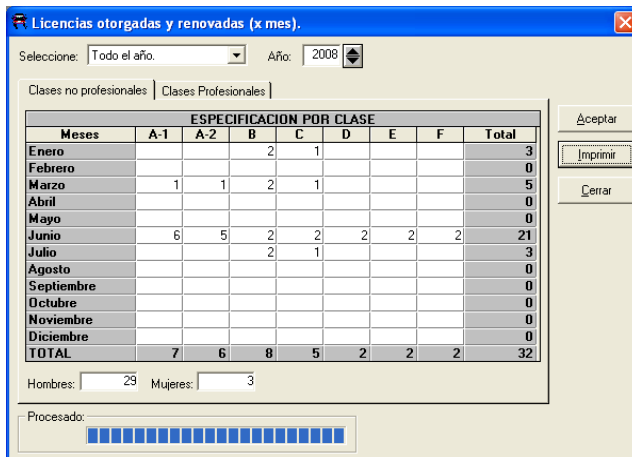 Licencias otorgadas y renovadas (x mes).
Seleccione: Todo el año. Año: 2008
Clases no profesionales Clases Profesionales
ESPECIFICACION POR CLASE
Meses A-1 A-2 B C D E F Total
Enero 2 1 3
Febrero 0
Marzo 1 1 2 1 5
Abril 0
Mayo 0
Junio 6 5 2 2 2 2 2 21
Julio 2 1 3
Agosto 0
Septiembre 0
Octubre 0
Noviembre 0
Diciembre 0
TOTAL 7 6 8 5 2 2 2 32
Hombres: 29 Mujeres: 3
Procesado:
Aceptar
Imprimir
Cerrar